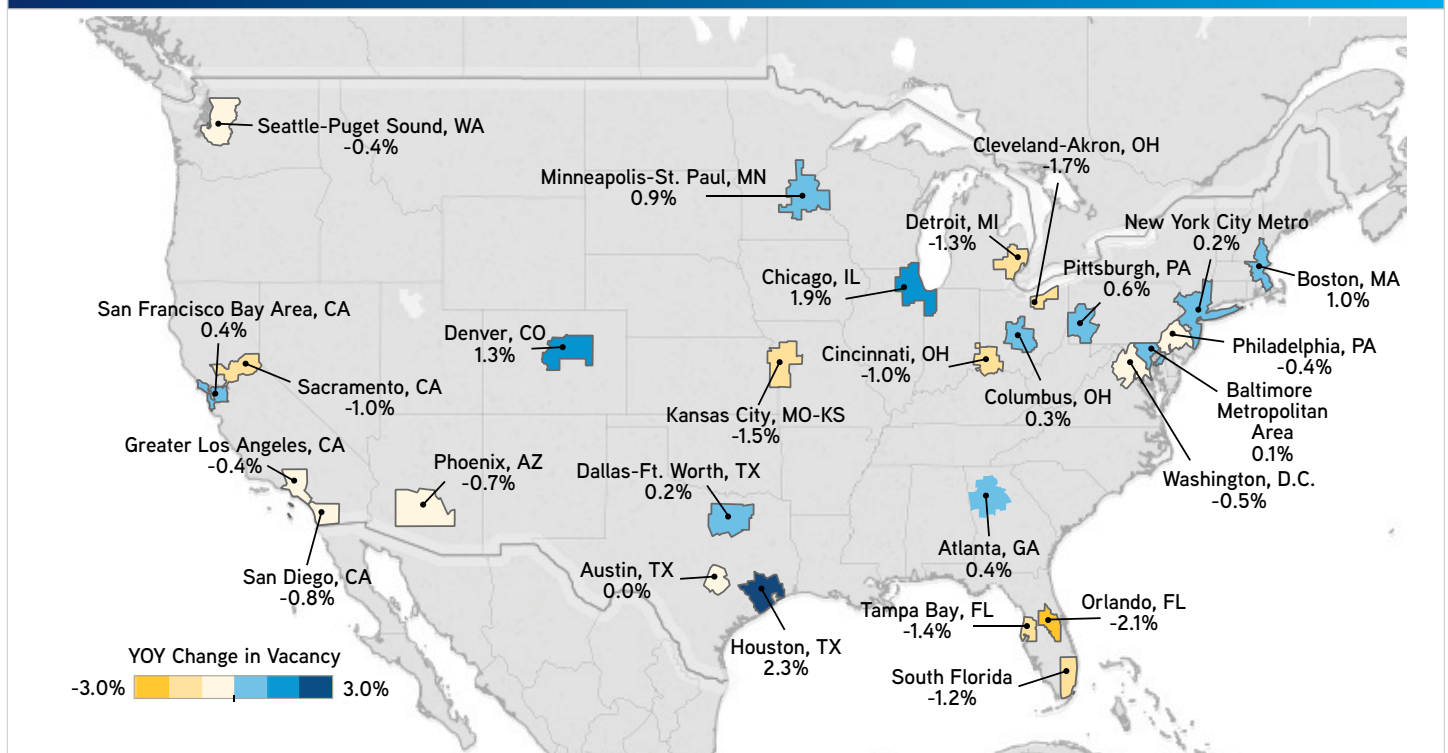 Seattle-Puget Sound, WA
-0.4%
Minneapolis-St. Paul, MN
0.9%
Cleveland-Akron, OH
-1.7%
Detroit, MI
-1.3%
New York City Metro
0.2%
Chicago, IL
1.9%
Pittsburgh, PA
0.6%
Boston, MA
1.0%
San Francisco Bay Area, CA
0.4%
Denver, CO
1.3%
Cincinnati, OH
-1.0%
Philadelphia, PA
-0.4%
Sacramento, CA
-1.0%
Kansas City, MO-KS
-1.5%
Columbus, OH
0.3%
Baltimore
Metropolitan
Area
0.1%
Greater Los Angeles, CA
-0.4%
Phoenix, AZ
-0.7%
Dallas-Ft. Worth, TX
0.2%
Washington, D.C.
-0.5%
San Diego, CA
-0.8%
Austin, TX
0.0%
Atlanta, GA
0.4%
Houston, TX
2.3%
Tampa Bay, FL
-1.4%
Orlando, FL
-2.1%
South Florida
-1.2%
YOY Change in Vacancy
-3.0% 3.0%